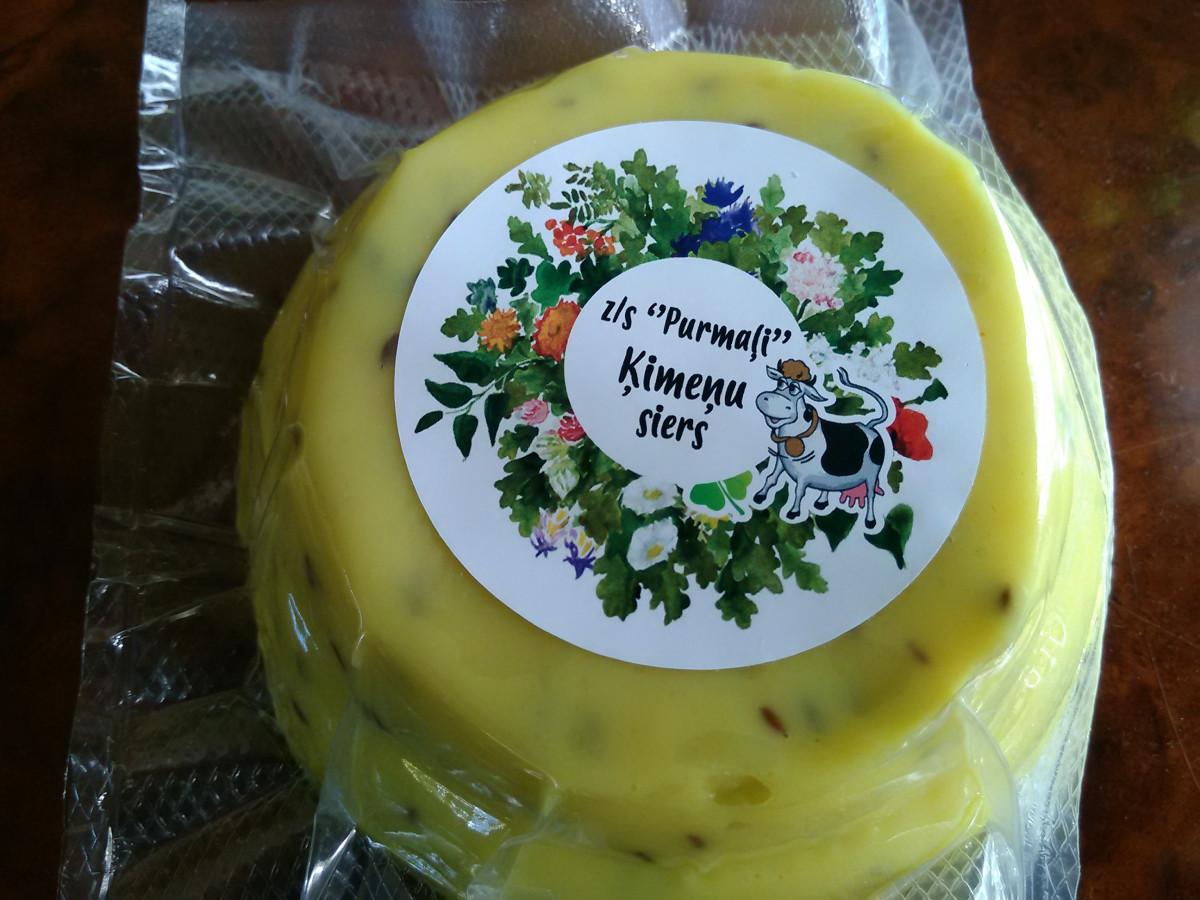 z/s “Purmaļi”
Ķimeņu
siers